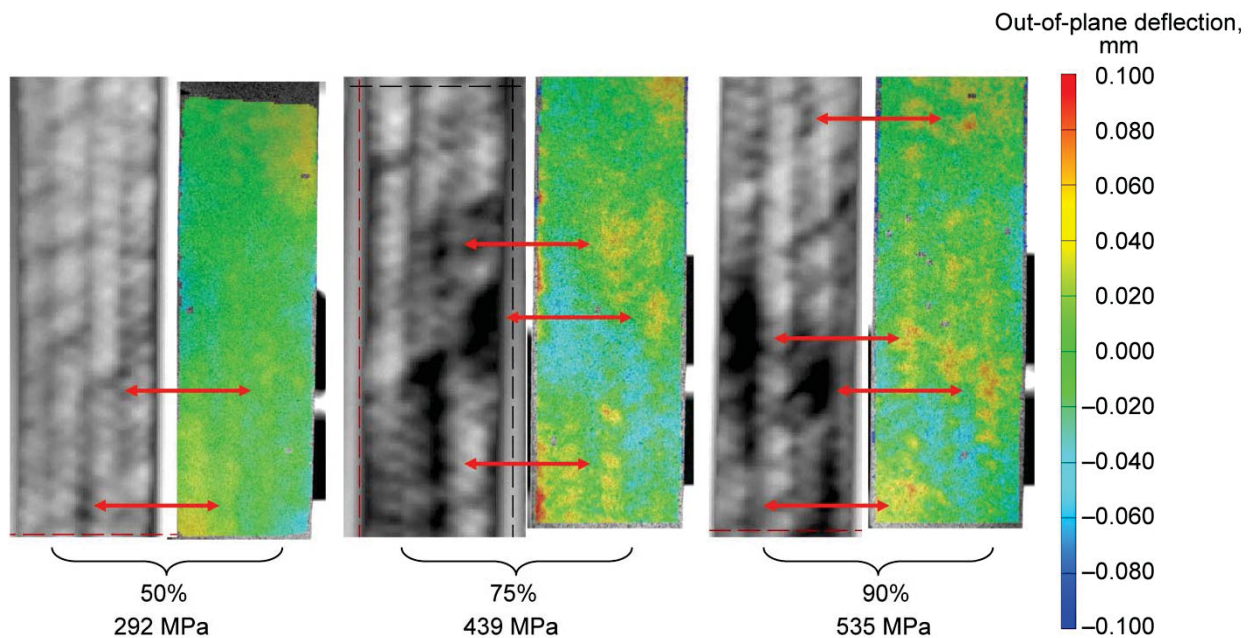 Out-of-plane deflection,
mm
0.100
0.080
0.060
0.040
0.020
0.000
–0.020
–0.040
–0.060
–0.080
–0.100
50%
292 MPa
75%
439 MPa
90%
535 MPa